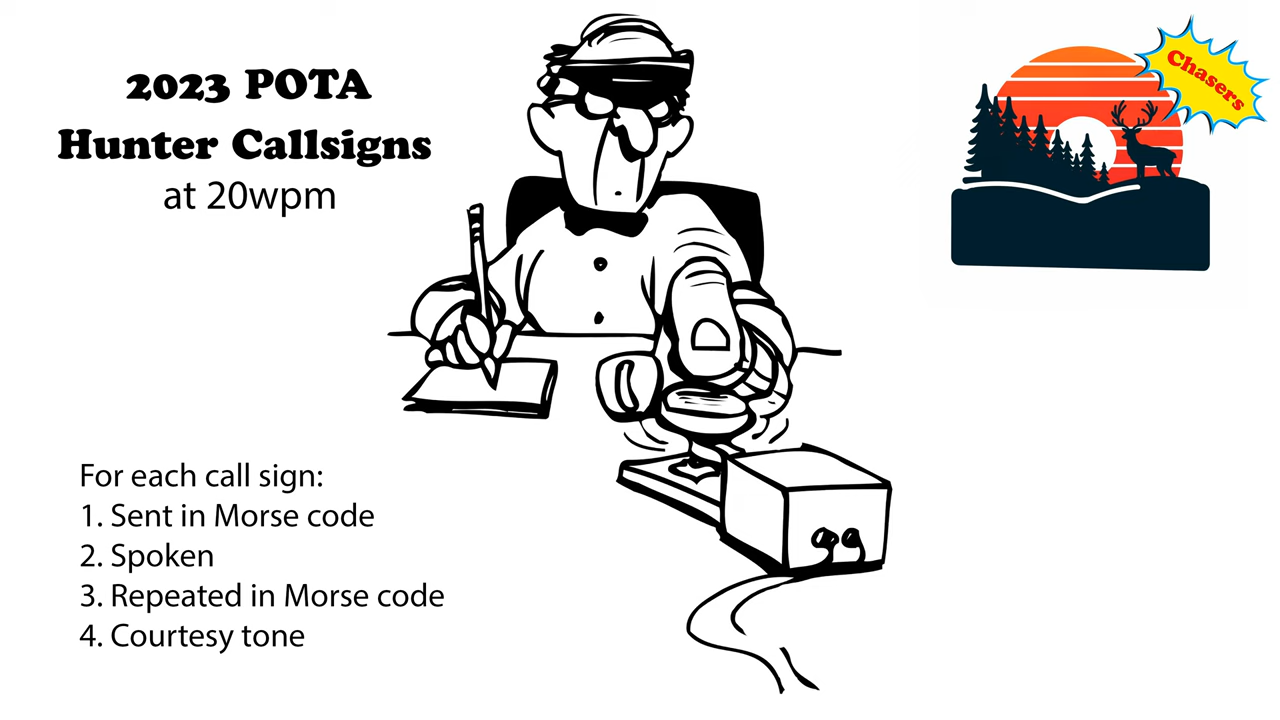 2023 POTA
Hunter Callsigns
at 20wpm
Chasers
For each call sign:
1. Sent in Morse code
2. Spoken
3. Repeated in Morse code
4. Courtesy tone